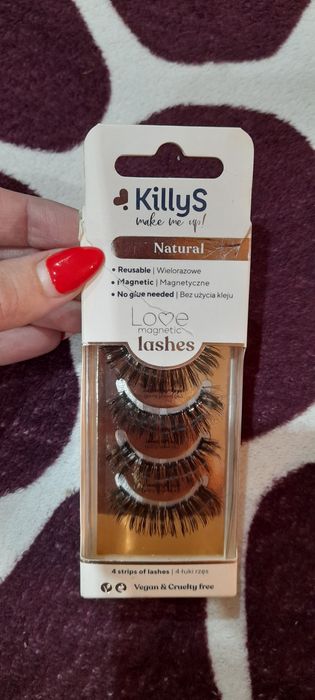 KillyS
make me up!
Natural
• Reusable | Wielorazowe
• Magnetic | Magnetyczne
• No glue needed | Bez użycia kleju
Love
magnetic
lashes
4 strips of lashes | 4 łuki rzęs
Vegan & Cruelty free